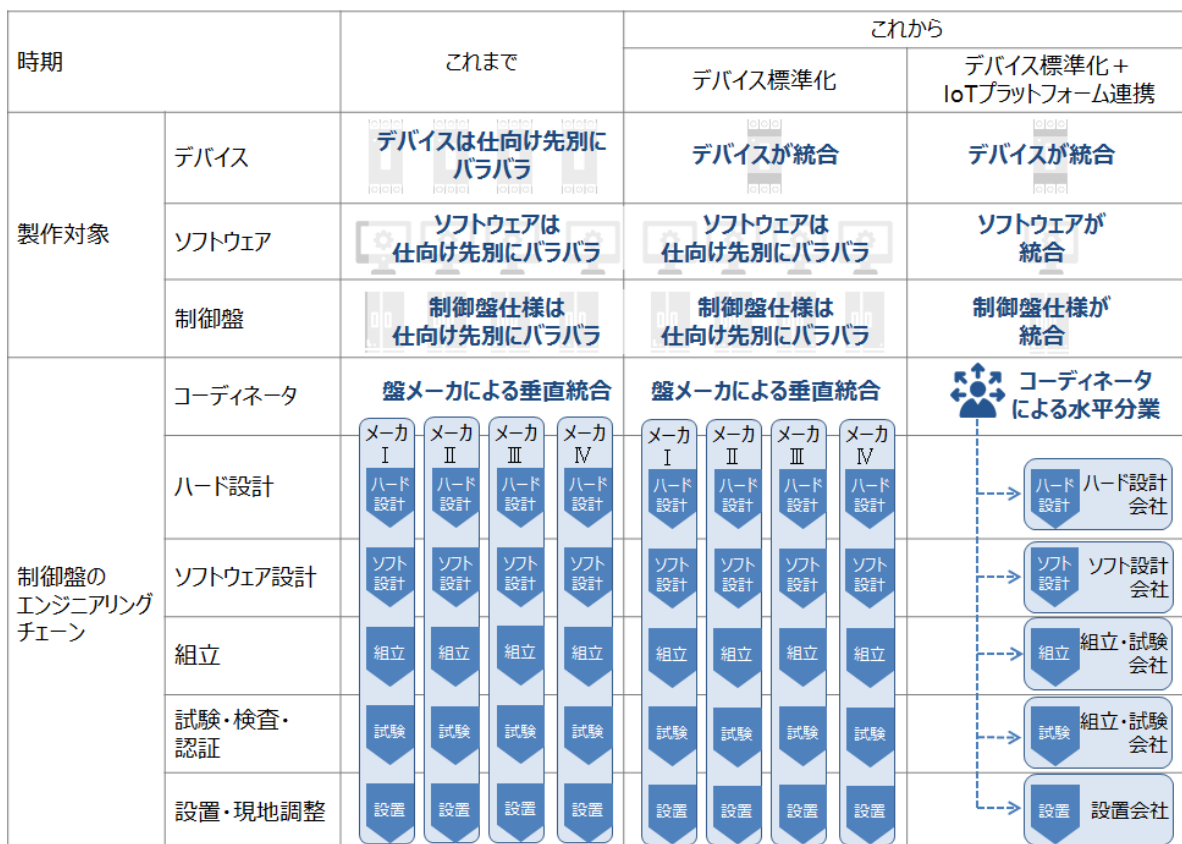 時期
これまで
これから
デバイス標準化
デバイス標準化＋
IoTプラットフォーム連携
製作対象
デバイス
デバイスは仕向け先別に
バラバラ
デバイスが統合
デバイスが統合
ソフトウェア
ソフトウェアは
仕向け先別にバラバラ
ソフトウェアは
仕向け先別にバラバラ
ソフトウェアが
統合
制御盤
制御盤仕様は
仕向け先別にバラバラ
制御盤仕様は
仕向け先別にバラバラ
制御盤仕様が
統合
制御盤の
エンジニアリング
チェーン
コーディネータ
盤メーカによる垂直統合
盤メーカによる垂直統合
コーディネータ
による水平分業
メーカ
Ⅰ
メーカ
Ⅱ
メーカ
Ⅲ
メーカ
Ⅳ
メーカ
Ⅰ
メーカ
Ⅱ
メーカ
Ⅲ
メーカ
Ⅳ
ハード設計
ハード
設計
ハード
設計
ハード
設計
ハード
設計
ハード
設計
ハード
設計
ハード
設計
ハード
設計
ハード
設計
ハード設計
会社
ソフトウェア設計
ソフト
設計
ソフト
設計
ソフト
設計
ソフト
設計
ソフト
設計
ソフト
設計
ソフト
設計
ソフト
設計
ソフト
設計
ソフト設計
会社
組立
組立
組立
組立
組立
組立
組立
組立
組立
組立
組立・試験
会社
試験・検査・
認証
試験
試験
試験
試験
試験
試験
試験
試験
試験
組立・試験
会社
設置・現地調整
設置
設置
設置
設置
設置
設置
設置
設置
設置
設置会社